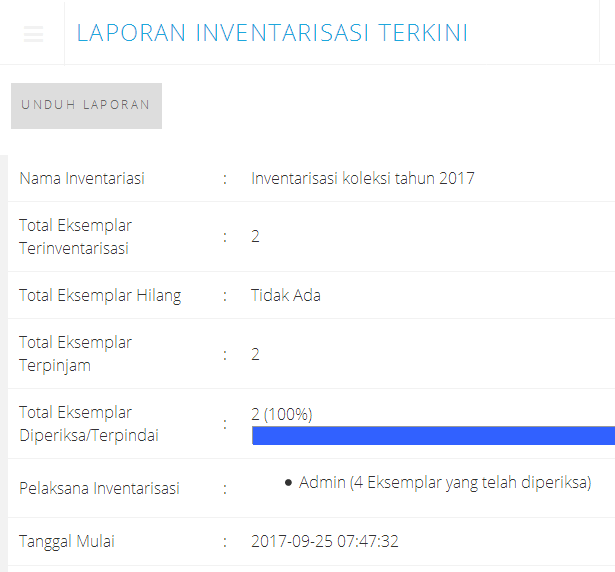 LAPORAN INVENTARISASI TERKINI
UNDUH LAPORAN
Nama Inventariasi : Inventarisasi koleksi tahun 2017
Total Eksemplar
Terinventarisasi : 2
Total Eksemplar Hilang : Tidak Ada
Total Eksemplar
Terpinjam : 2
Total Eksemplar
Diperiksa/Terpindai : 2 (100%)
Pelaksana Inventarisasi : • Admin (4 Eksemplar yang telah diperiksa)
Tanggal Mulai : 2017-09-25 07:47:32